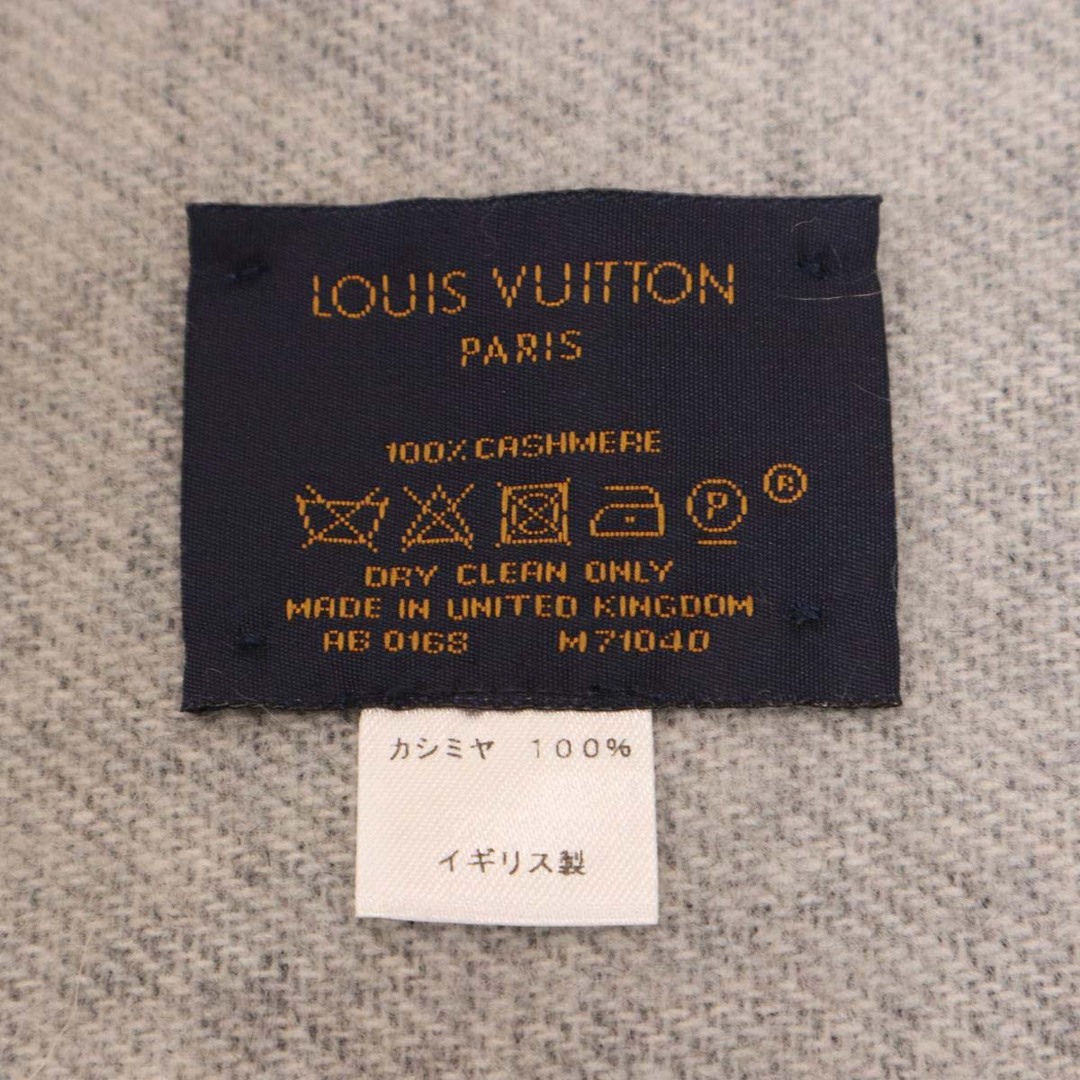 LOUIS VUITTON
PARIS
100% CASHMERE
P ®
DRY CLEAN ONLY
MADE IN UNITED KINGDOM
AB 0168 M71040
カシミヤ 100%
イギリス製